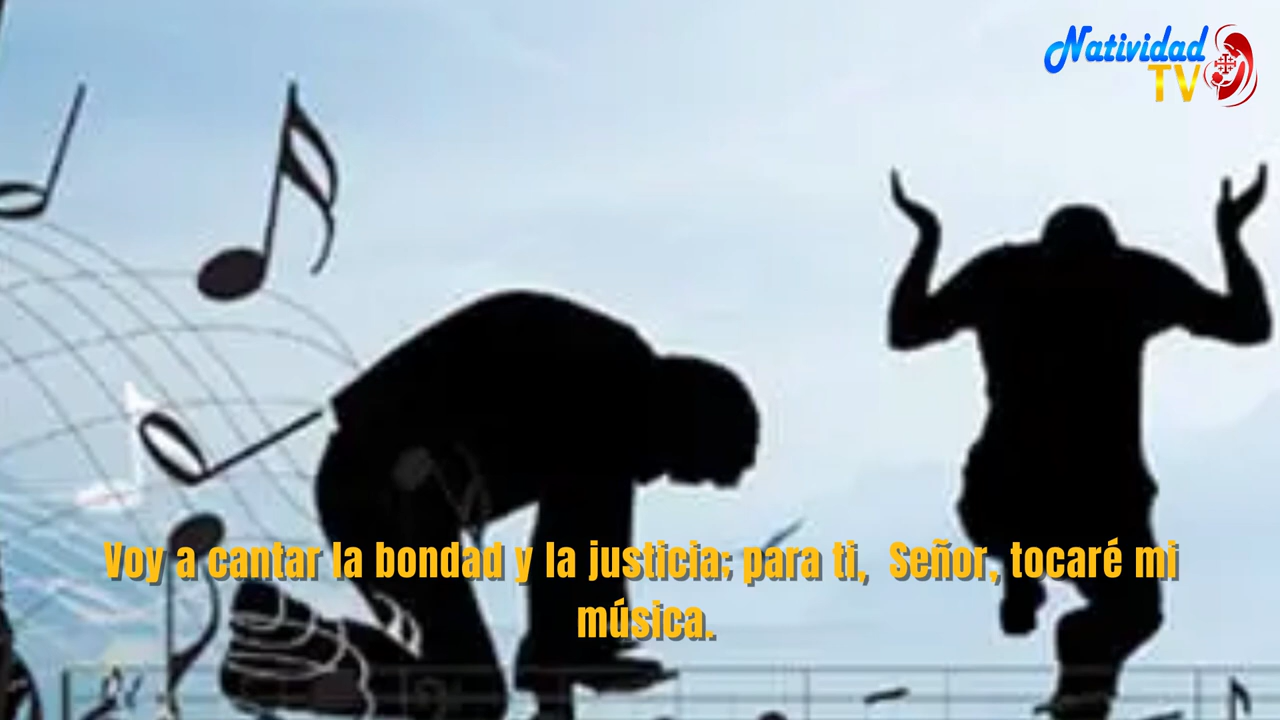 Natividad
TV
Voy a cantar la bondad y la justicia; para ti, Señor, tocaré mi
música.